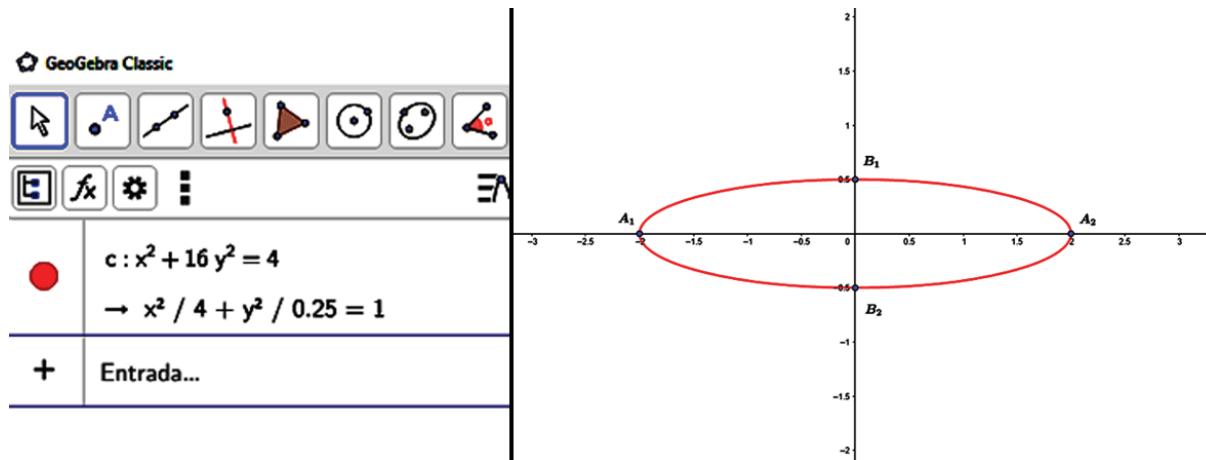 GeoGebra Classic
A
α
fx
c : x² + 16 y² = 4
→ x² / 4 + y² / 0.25 = 1
+ Entrada...
2
1.5
1
B₁
0.5
A₁ A₂
-3 -2.5 -2 -1.5 -1 -0.5 0 0.5 1 1.5 2 2.5 3
-0.5
B₂
-1
-1.5
-2